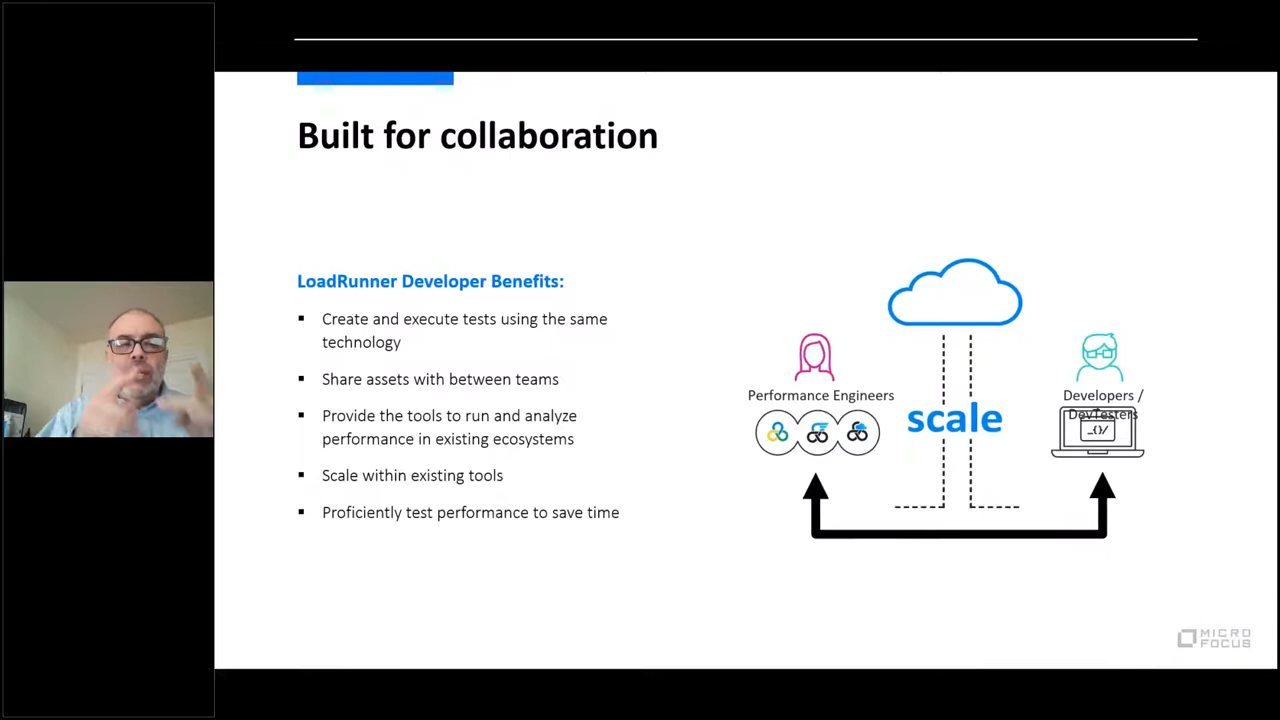 Built for collaboration
LoadRunner Developer Benefits:
▪ Create and execute tests using the same
technology
▪ Share assets with between teams
▪ Provide the tools to run and analyze
performance in existing ecosystems
▪ Scale within existing tools
▪ Proficiently test performance to save time
Performance Engineers
scale
Developers /
DevTesters
_{}/
MICRO
FOCUS